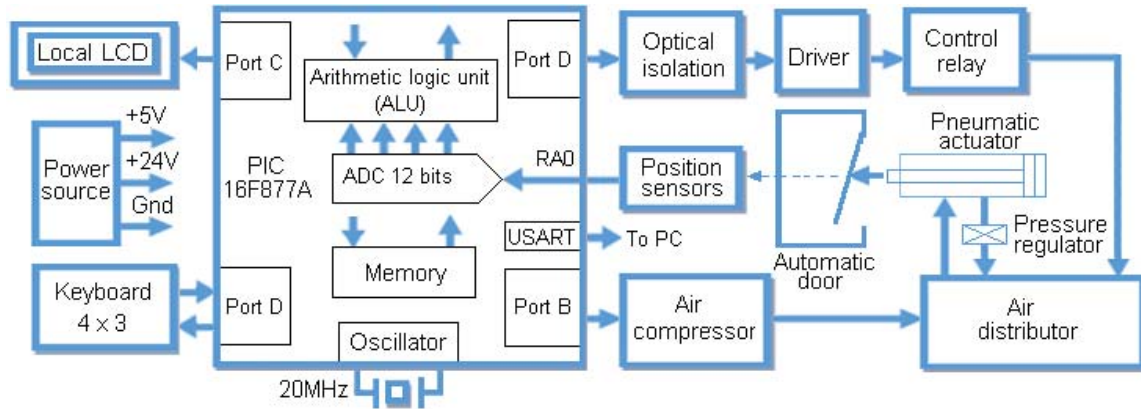 Local LCD
Port C
Arithmetic logic unit
(ALU)
Port D
Optical
isolation
Driver
Control
relay
+5V
+24V
Gnd
Power
source
PIC
16F877A
ADC 12 bits
RA0
Position
sensors
Pneumatic
actuator
USART
To PC
Pressure
regulator
Automatic
door
Memory
Keyboard
4 x 3
Port D
Port B
Air
compressor
Air
distributor
Oscillator
20MHz